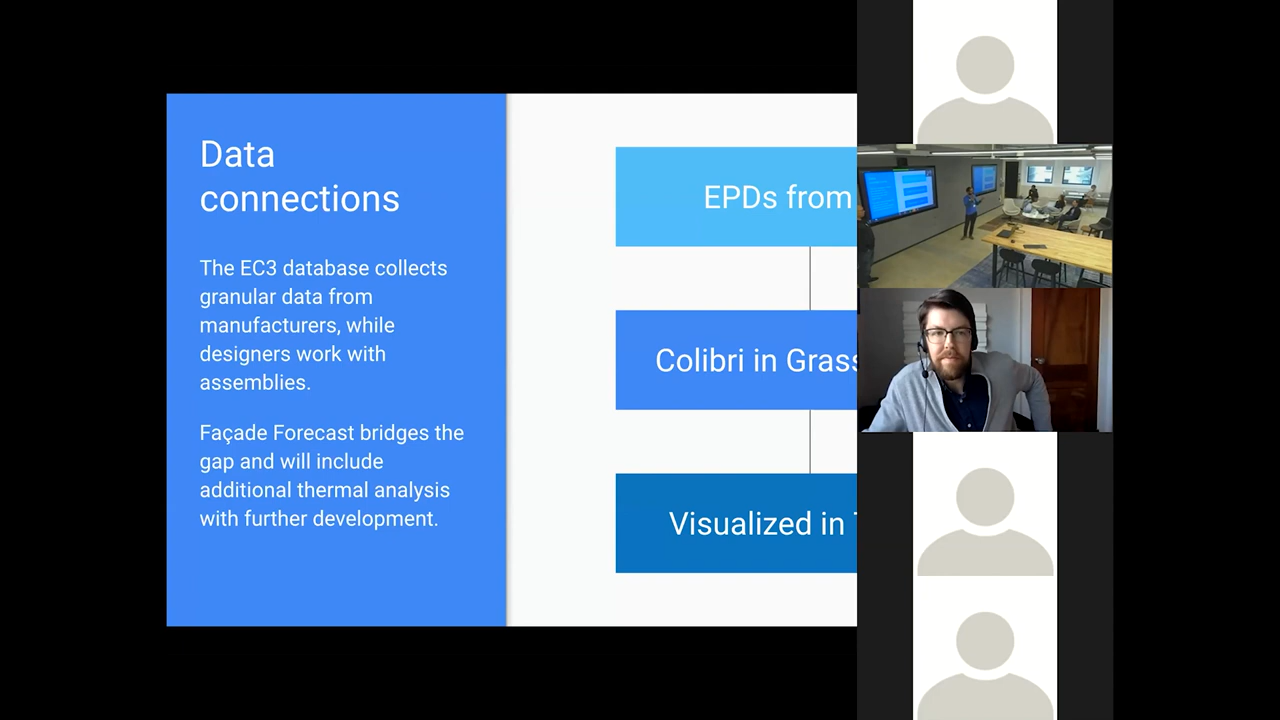 Data
connections
The EC3 database collects
granular data from
manufacturers, while
designers work with
assemblies.
Façade Forecast bridges the
gap and will include
additional thermal analysis
with further development.
EPDs from
Colibri in
Visualized in